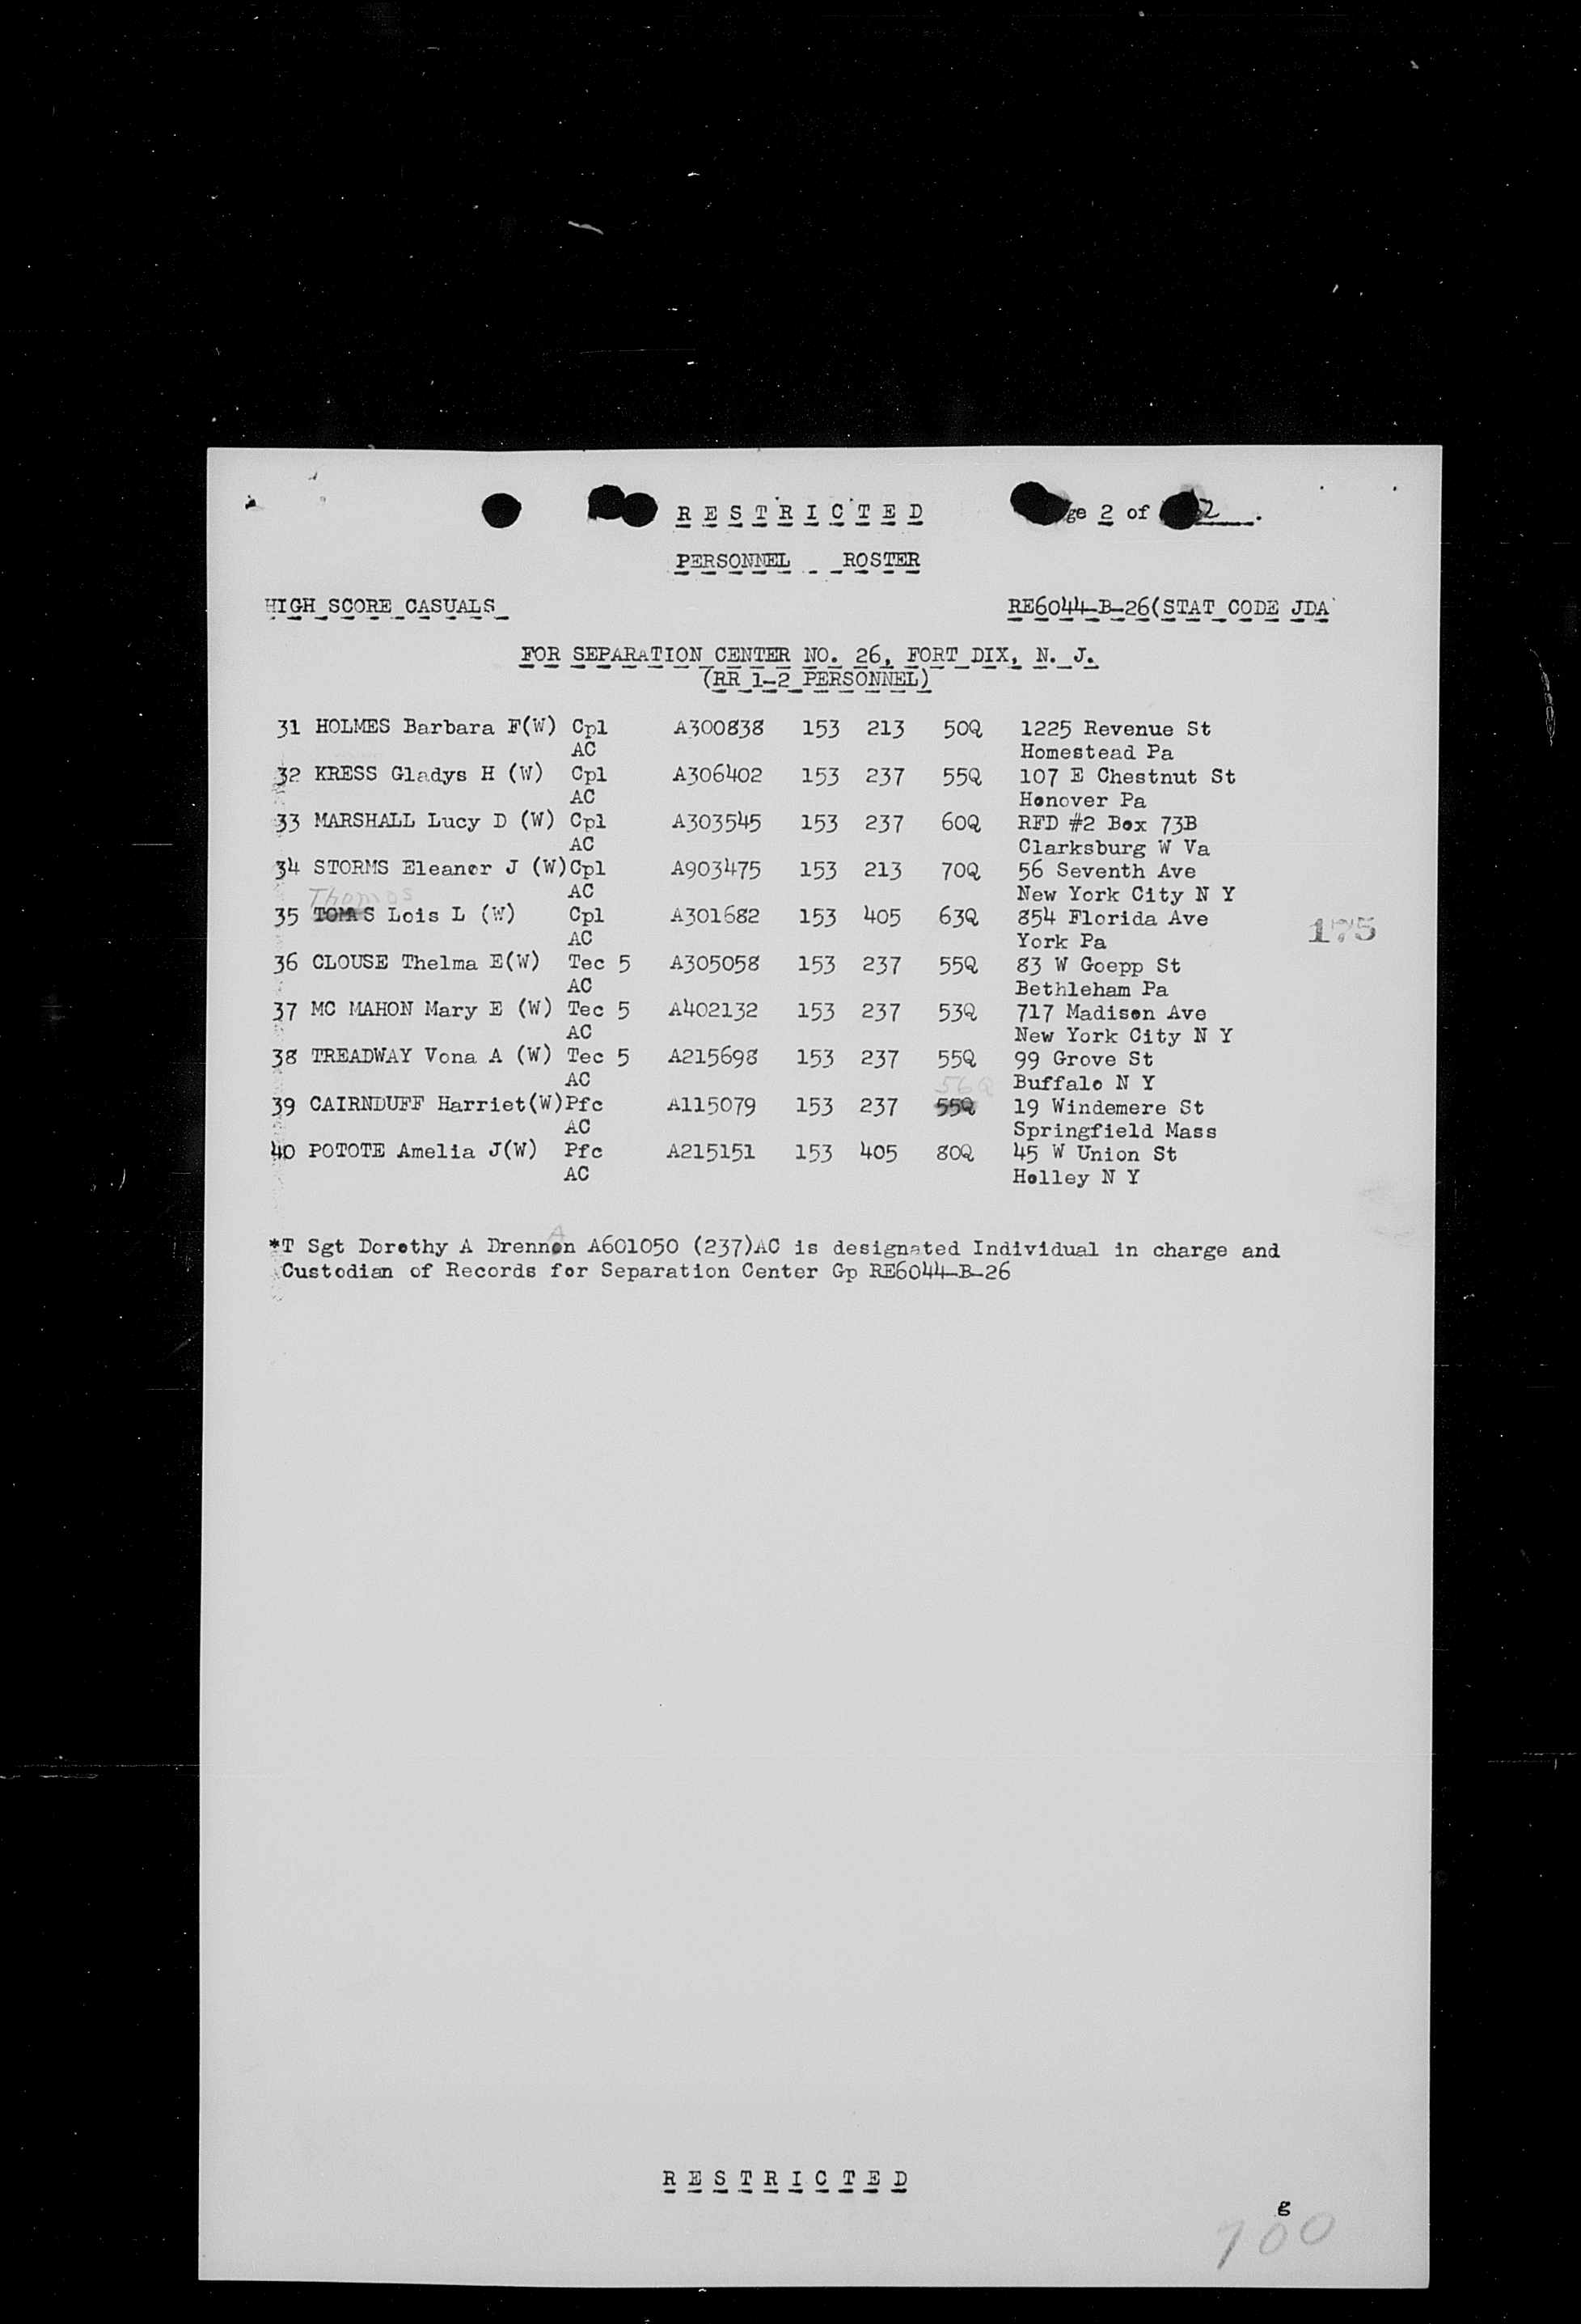 R E S T R I C T E D ge 2 of 2 .
PERSONNEL ROSTER
HIGH SCORE CASUALS RE6044-B-26(STAT CODE JDA
FOR SEPARATION CENTER NO. 26, FORT DIX, N. J.
(RR 1-2 PERSONNEL)
31 HOLMES Barbara F(W) Cpl A300838 153 213 50Q 1225 Revenue St
AC Homestead Pa
32 KRESS Gladys H (W) Cpl A306402 153 237 55Q 107 E Chestnut St
AC Honover Pa
33 MARSHALL Lucy D (W) Cpl A303545 153 237 60Q RFD #2 Box 73B
AC Clarksburg W Va
34 STORMS Eleanor J (W)Cpl A903475 153 213 70Q 56 Seventh Ave
Thomas AC New York City N Y
35 TOMAS Lois L (W) Cpl A301682 153 405 63Q 854 Florida Ave
AC York Pa 175
36 CLOUSE Thelma E(W) Tec 5 A305058 153 237 55Q 83 W Goepp St
AC Bethleham Pa
37 MC MAHON Mary E (W) Tec 5 A402132 153 237 53Q 717 Madison Ave
AC New York City N Y
38 TREADWAY Vona A (W) Tec 5 A215698 153 237 55Q 99 Grove St
AC 56Q Buffalo N Y
39 CAIRNDUFF Harriet(W)Pfc A115079 153 237 55Q 19 Windemere St
AC Springfield Mass
40 POTOTE Amelia J(W) Pfc A215151 153 405 80Q 45 W Union St
AC Holley N Y
A
*T Sgt Dorothy A Drennon A601050 (237)AC is designated Individual in charge and
Custodian of Records for Separation Center Gp RE6044-B-26
R E S T R I C T E D
g
100